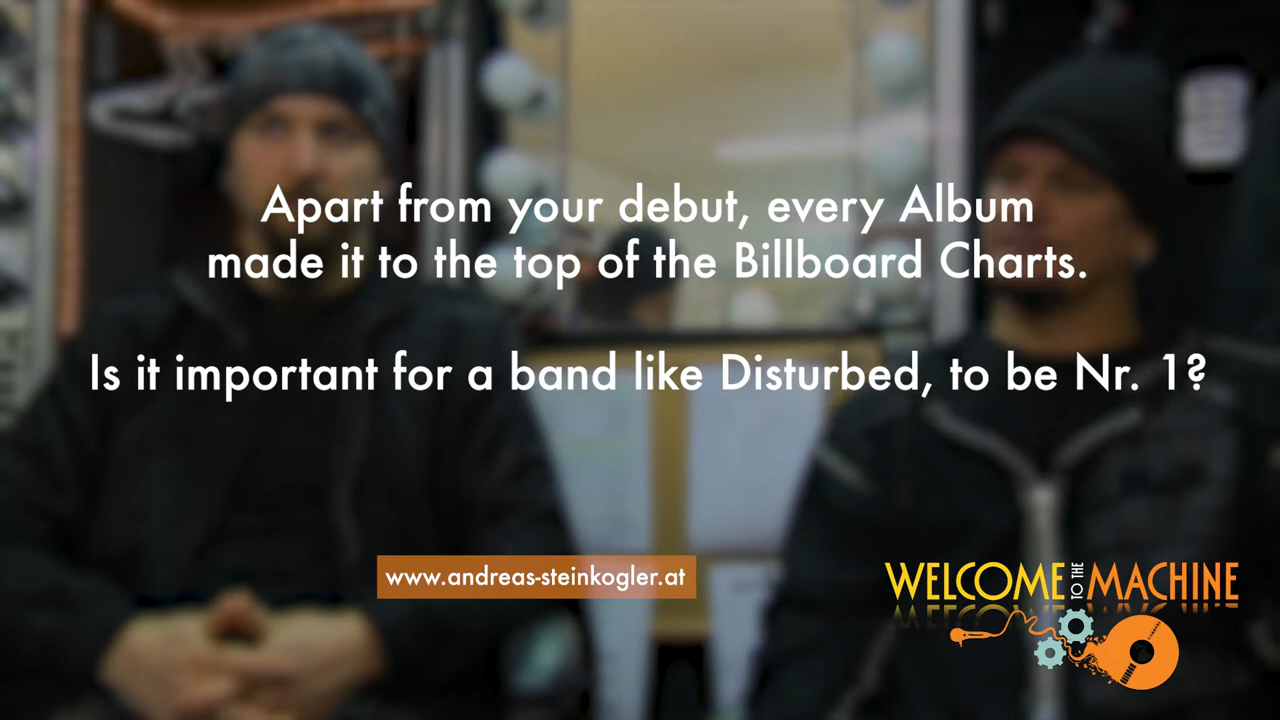 Apart from your debut, every Album
made it to the top of the Billboard Charts.
Is it important for a band like Disturbed, to be Nr. 1?
www.andreas-steinkogler.at
WELCOME TO THE MACHINE